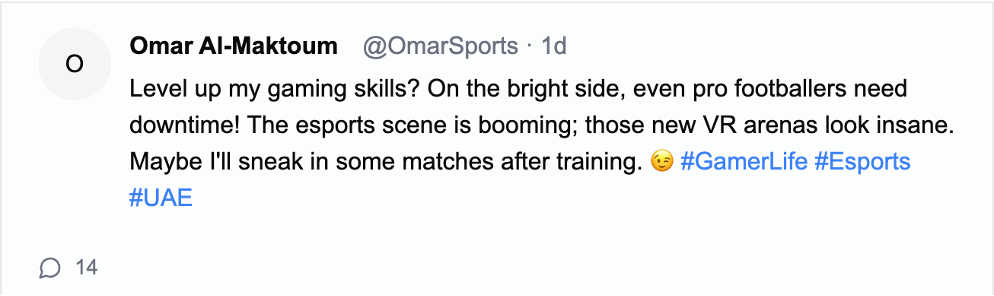 O
Omar Al-Maktoum @OmarSports · 1d
Level up my gaming skills? On the bright side, even pro footballers need
downtime! The esports scene is booming; those new VR arenas look insane.
Maybe I'll sneak in some matches after training. 😉 #GamerLife #Esports
#UAE
14